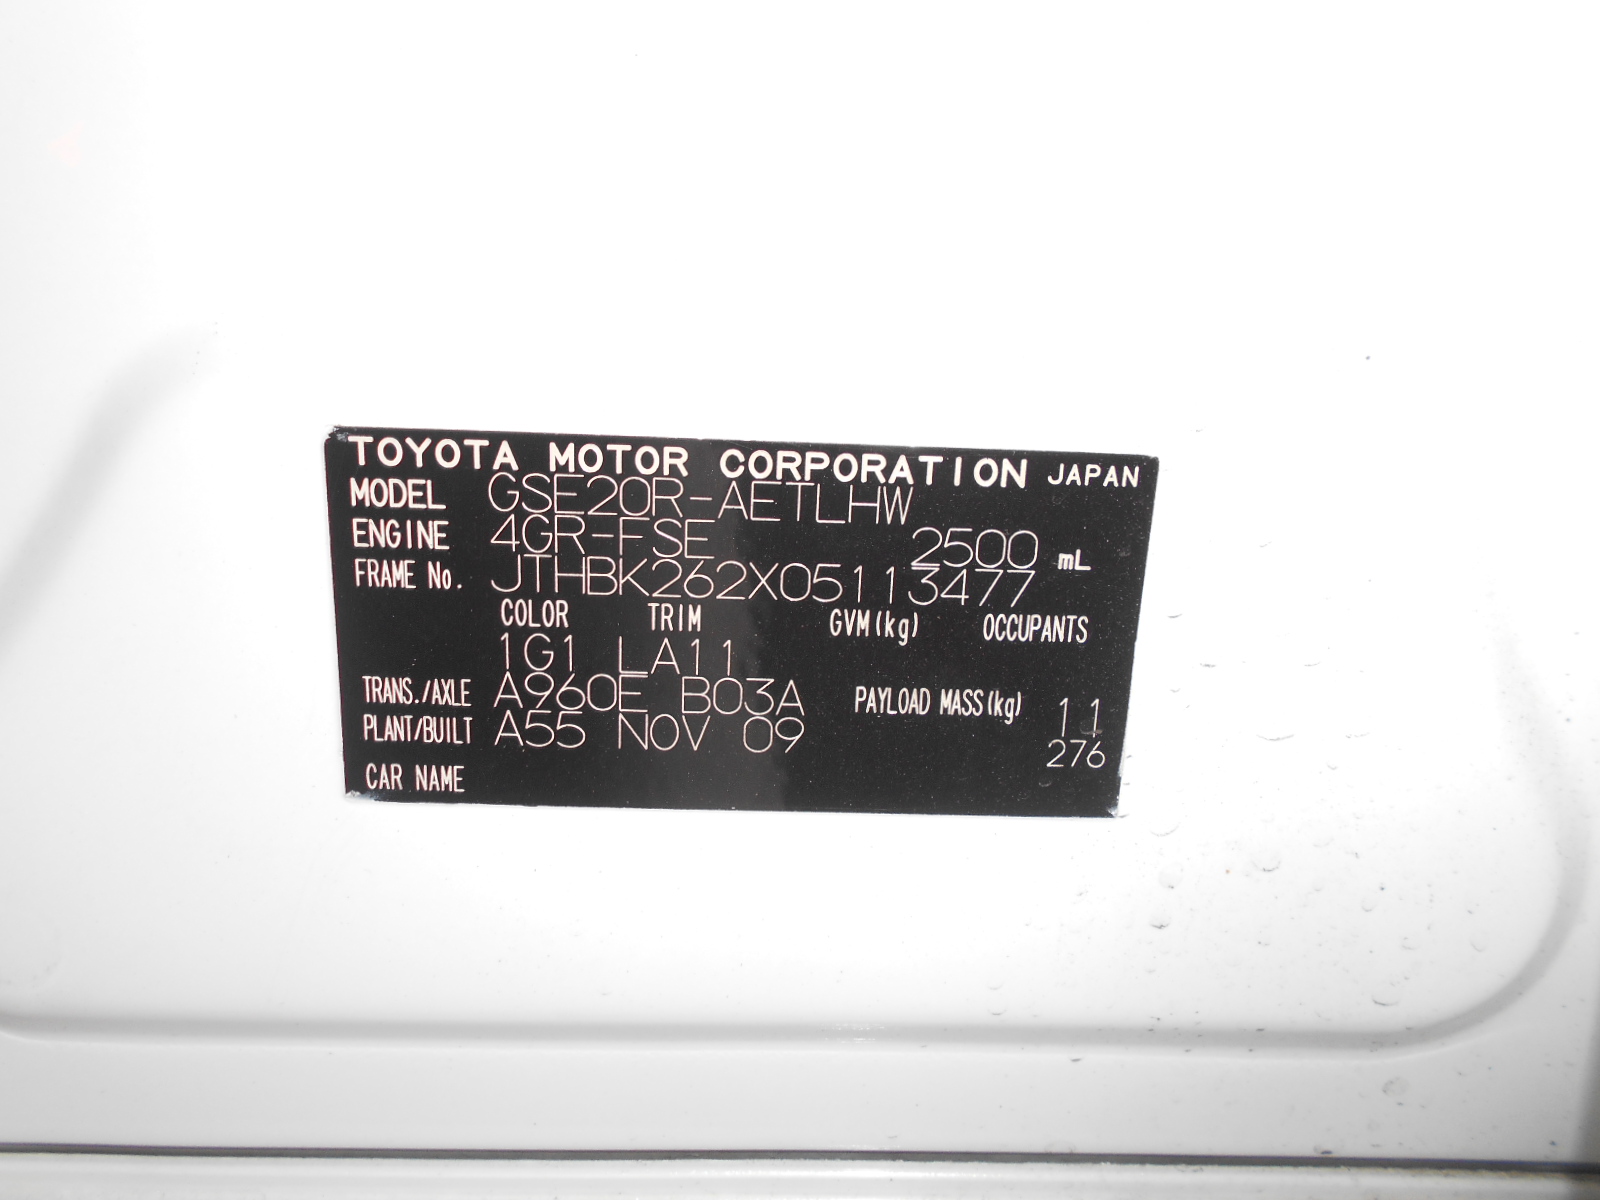 TOYOTA MOTOR CORPORATION JAPAN
MODEL GSE20R-AETLHW
ENGINE 4GR-FSE 2500 mL
FRAME No. JTHBK262X05113477
COLOR TRIM GVM(kg) OCCUPANTS
1G1 LA11
TRANS./AXLE A960E B03A PAYLOAD MASS(kg) 11
PLANT/BUILT A55 NOV 09 276
CAR NAME